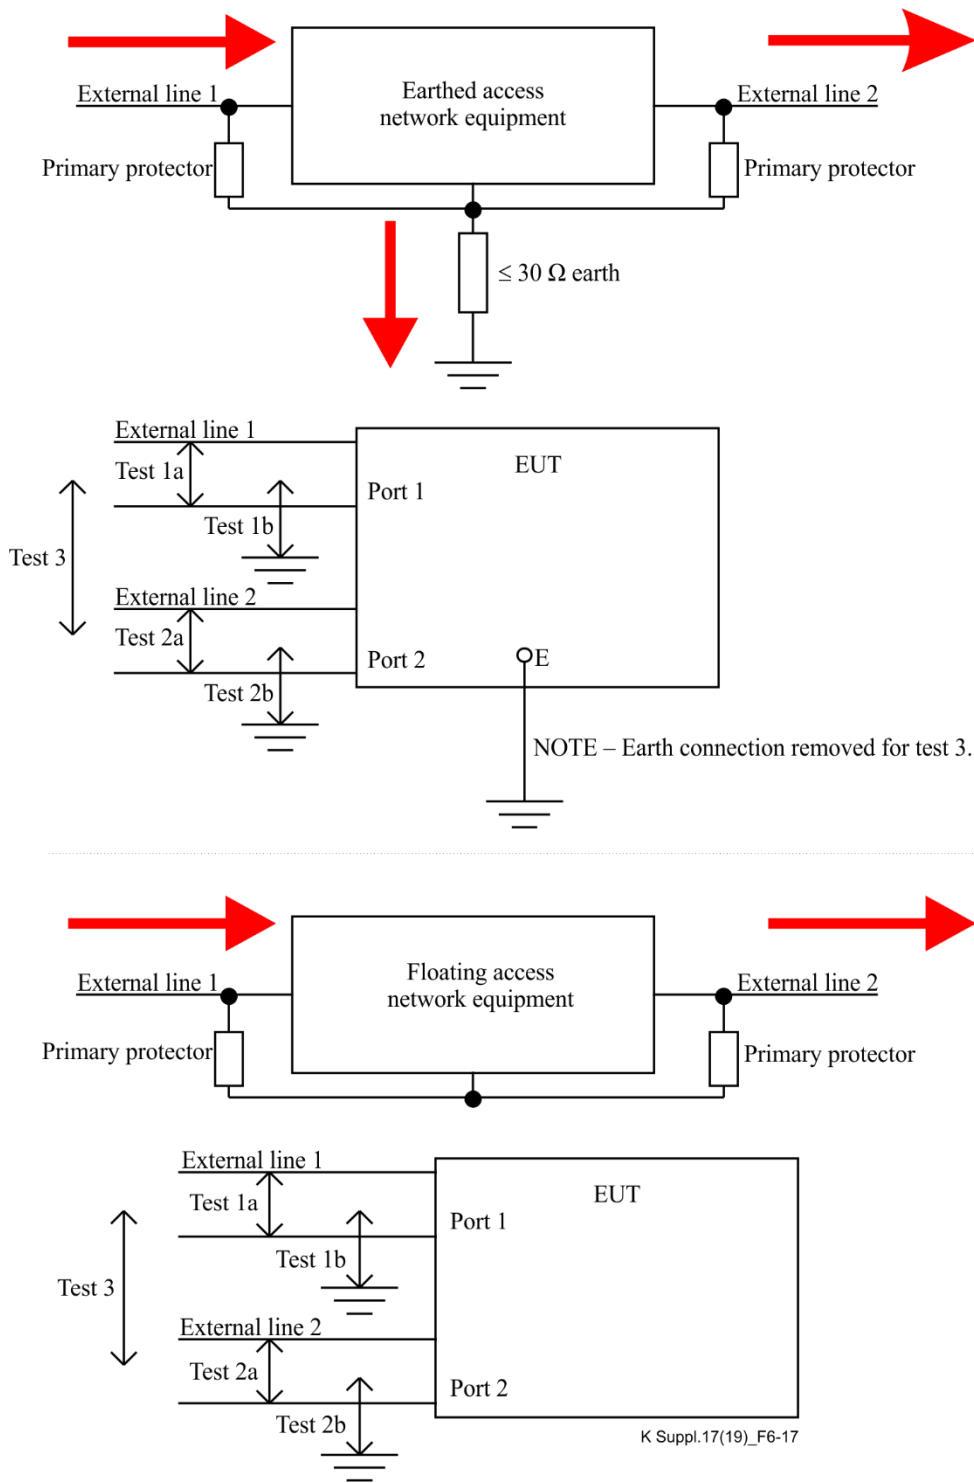 External line 1
Earthed access
network equipment
External line 2
Primary protector
Primary protector
≤ 30 Ω earth
External line 1
Test 1a
EUT
Port 1
Test 1b
Test 3
External line 2
Test 2a
Port 2
E
Test 2b
NOTE – Earth connection removed for test 3.
External line 1
Floating access
network equipment
External line 2
Primary protector
Primary protector
External line 1
Test 1a
EUT
Port 1
Test 1b
Test 3
External line 2
Test 2a
Port 2
Test 2b
K Suppl.17(19)_F6-17